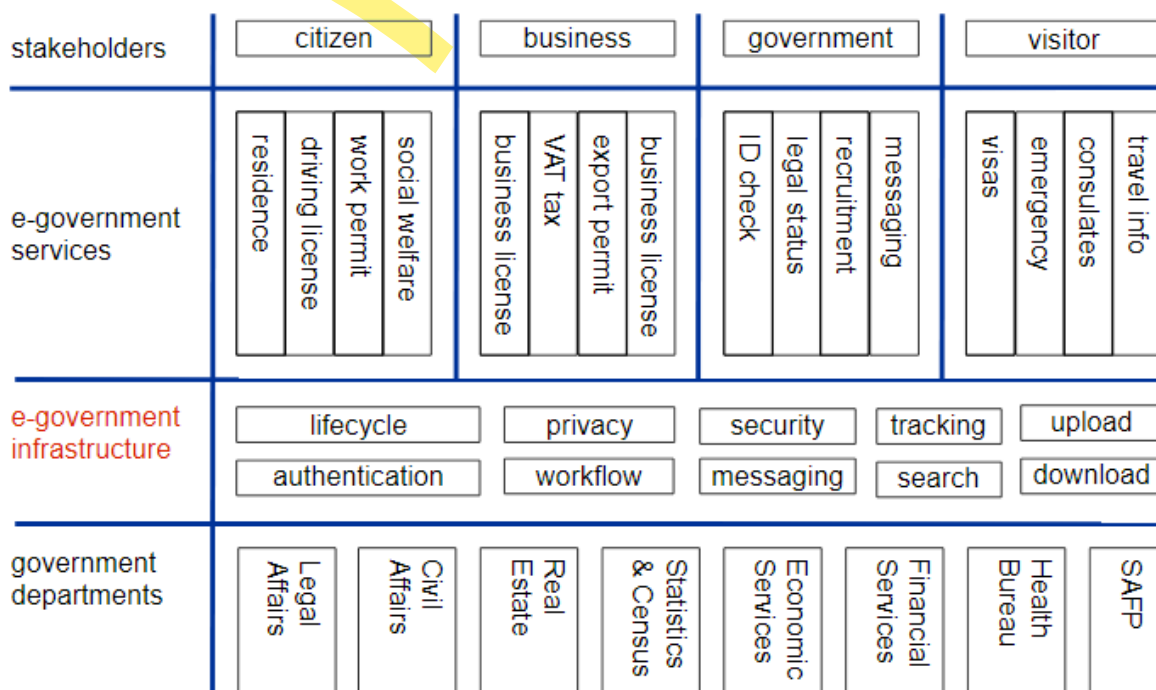 stakeholders
citizen
business
government
visitor
e-government
services
residence
driving license
work permit
social welfare
business license
VAT tax
export permit
business license
ID check
legal status
recruitment
messaging
visas
emergency
consulates
travel info
e-government
infrastructure
lifecycle
privacy
security
tracking
upload
authentication
workflow
messaging
search
download
government
departments
Legal
Affairs
Civil
Affairs
Real
Estate
Statistics
& Census
Economic
Services
Financial
Services
Health
Bureau
SAFP